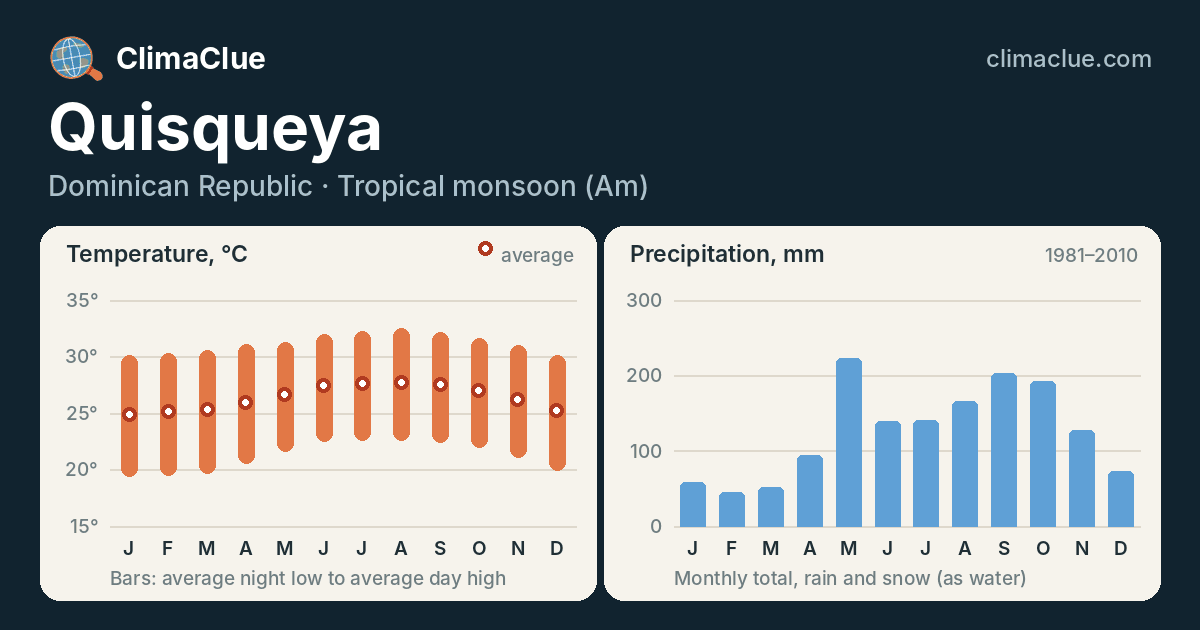 ClimaClue
climaclue.com
Quisqueya
Dominican Republic · Tropical monsoon (Am)
Temperature, °C
average
35°
30°
25°
20°
15°
J F M A M J J A S O N D
Bars: average night low to average day high
Precipitation, mm
1981–2010
300
200
100
0
J F M A M J J A S O N D
Monthly total, rain and snow (as water)